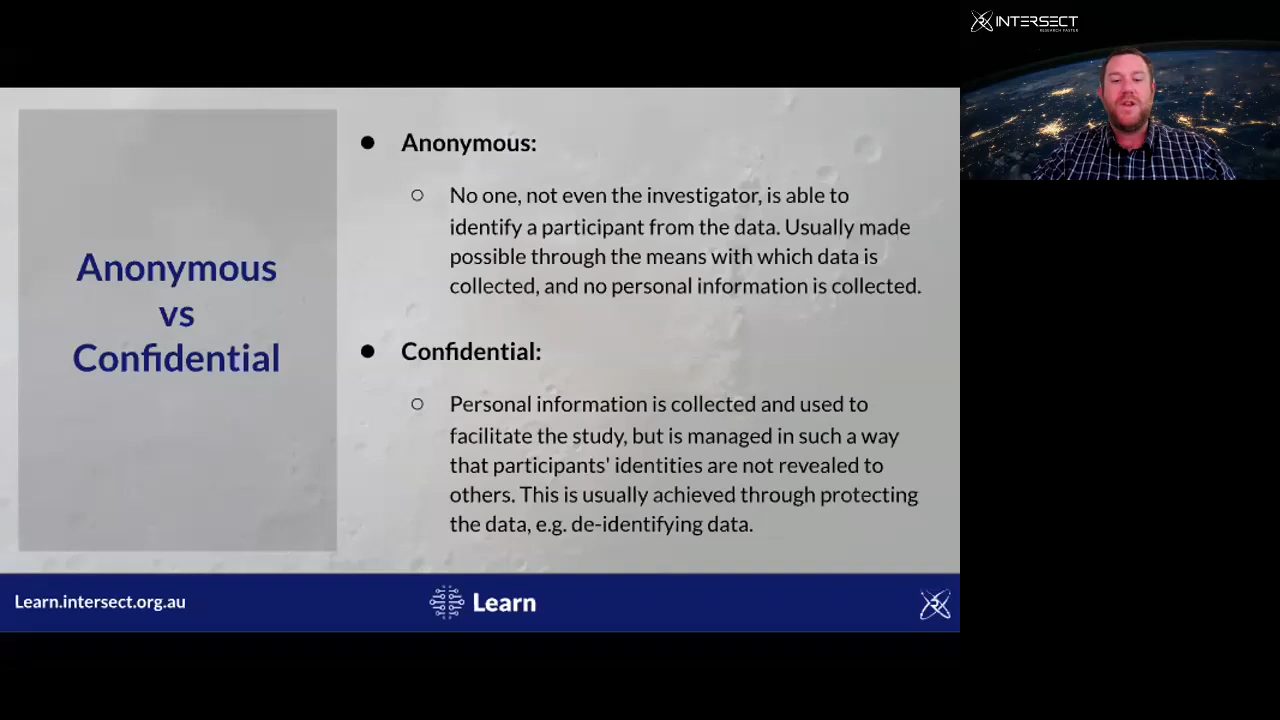 INTERSECT
RESEARCH FASTER
Anonymous
vs
Confidential
● Anonymous:
○ No one, not even the investigator, is able to
identify a participant from the data. Usually made
possible through the means with which data is
collected, and no personal information is collected.
● Confidential:
○ Personal information is collected and used to
facilitate the study, but is managed in such a way
that participants' identities are not revealed to
others. This is usually achieved through protecting
the data, e.g. de-identifying data.
Learn.intersect.org.au
Learn